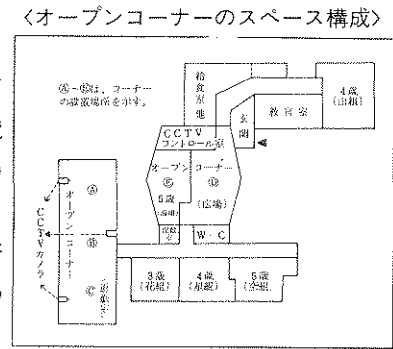 〈オープンコーナーのスペース構成〉
Ⓐ〜Ⓔは、コーナー
の設置場所を示す。
給食室他
4歳
(山組)
教官室
玄関
CCTV
コントロール室
オープン コーナー
Ⓔ Ⓓ
5歳 (広場)
W・C
Ⓐ
オープン コーナー
Ⓑ
Ⓒ
CCTVカメラ
3歳 4歳 5歳
(花組) (星組) (空組)